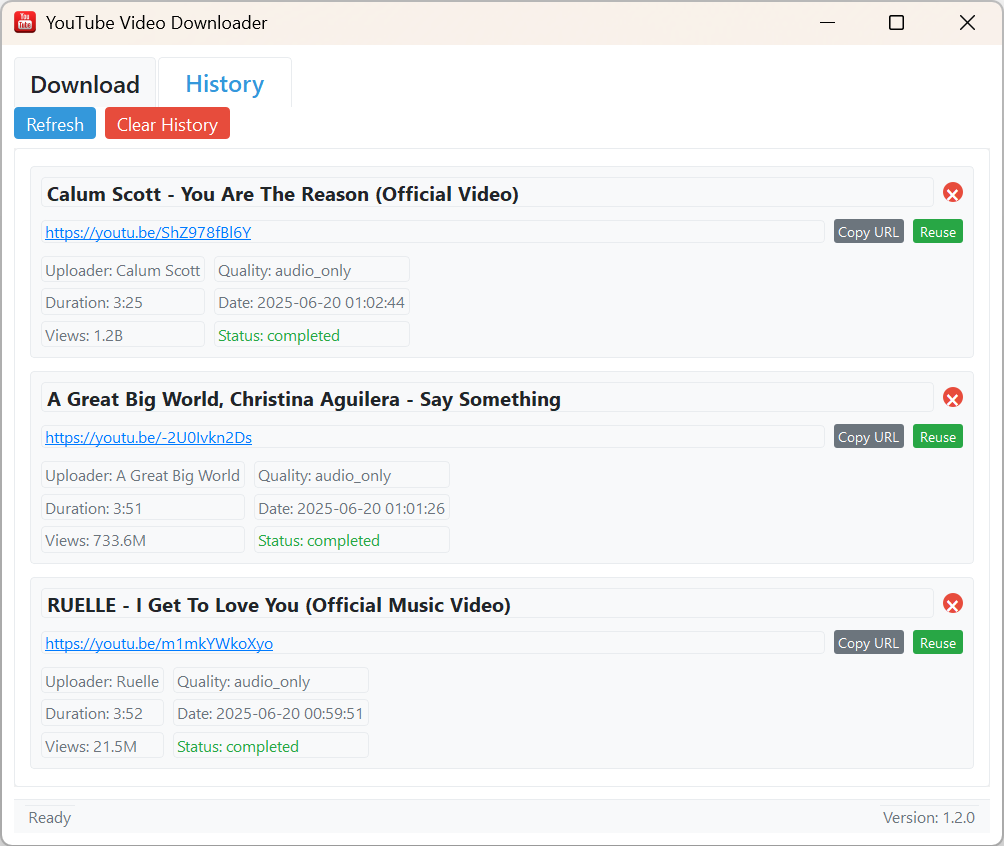 You Tube YouTube Video Downloader
Download History
Refresh Clear History
Calum Scott - You Are The Reason (Official Video)
https://youtu.be/ShZ978fBl6Y Copy URL Reuse
Uploader: Calum Scott Quality: audio_only
Duration: 3:25 Date: 2025-06-20 01:02:44
Views: 1.2B Status: completed
A Great Big World, Christina Aguilera - Say Something
https://youtu.be/-2U0Ivkn2Ds Copy URL Reuse
Uploader: A Great Big World Quality: audio_only
Duration: 3:51 Date: 2025-06-20 01:01:26
Views: 733.6M Status: completed
RUELLE - I Get To Love You (Official Music Video)
https://youtu.be/m1mkYWkoXyo Copy URL Reuse
Uploader: Ruelle Quality: audio_only
Duration: 3:52 Date: 2025-06-20 00:59:51
Views: 21.5M Status: completed
Ready Version: 1.2.0